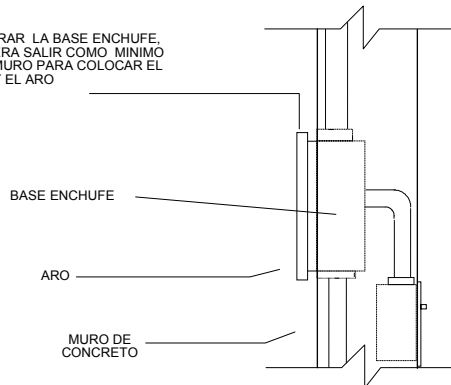 RAR LA BASE ENCHUFE,
ERA SALIR COMO MINIMO
MURO PARA COLOCAR EL
Y EL ARO
BASE ENCHUFE
ARO
MURO DE
CONCRETO